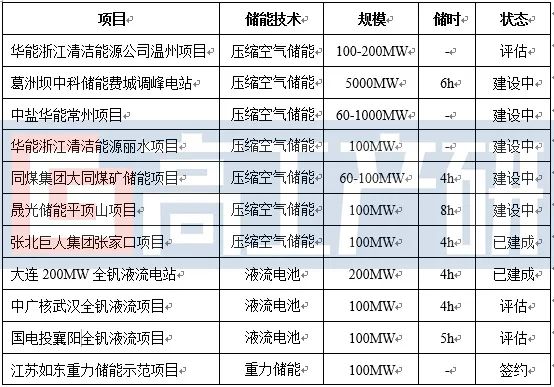 项目 储能技术 规模 储时 状态
华能浙江清洁能源公司温州项目 压缩空气储能 100-200MW - 评估
葛洲坝中科储能费城调峰电站 压缩空气储能 5000MW 6h 建设中
中盐华能常州项目 压缩空气储能 60-1000MW - 建设中
华能浙江清洁能源丽水项目 压缩空气储能 100MW - 建设中
同煤集团大同煤矿储能项目 压缩空气储能 60-100MW 4h 建设中
晟光储能平顶山项目 压缩空气储能 100MW 8h 建设中
张北巨人集团张家口项目 压缩空气储能 100MW 4h 已建成
大连 200MW 全钒液流电站 液流电池 200MW 4h 已建成
中广核武汉全钒液流项目 液流电池 100MW 4h 评估
国电投襄阳全钒液流项目 液流电池 100MW 5h 评估
江苏如东重力储能示范项目 重力储能 100MW - 签约
高工产研